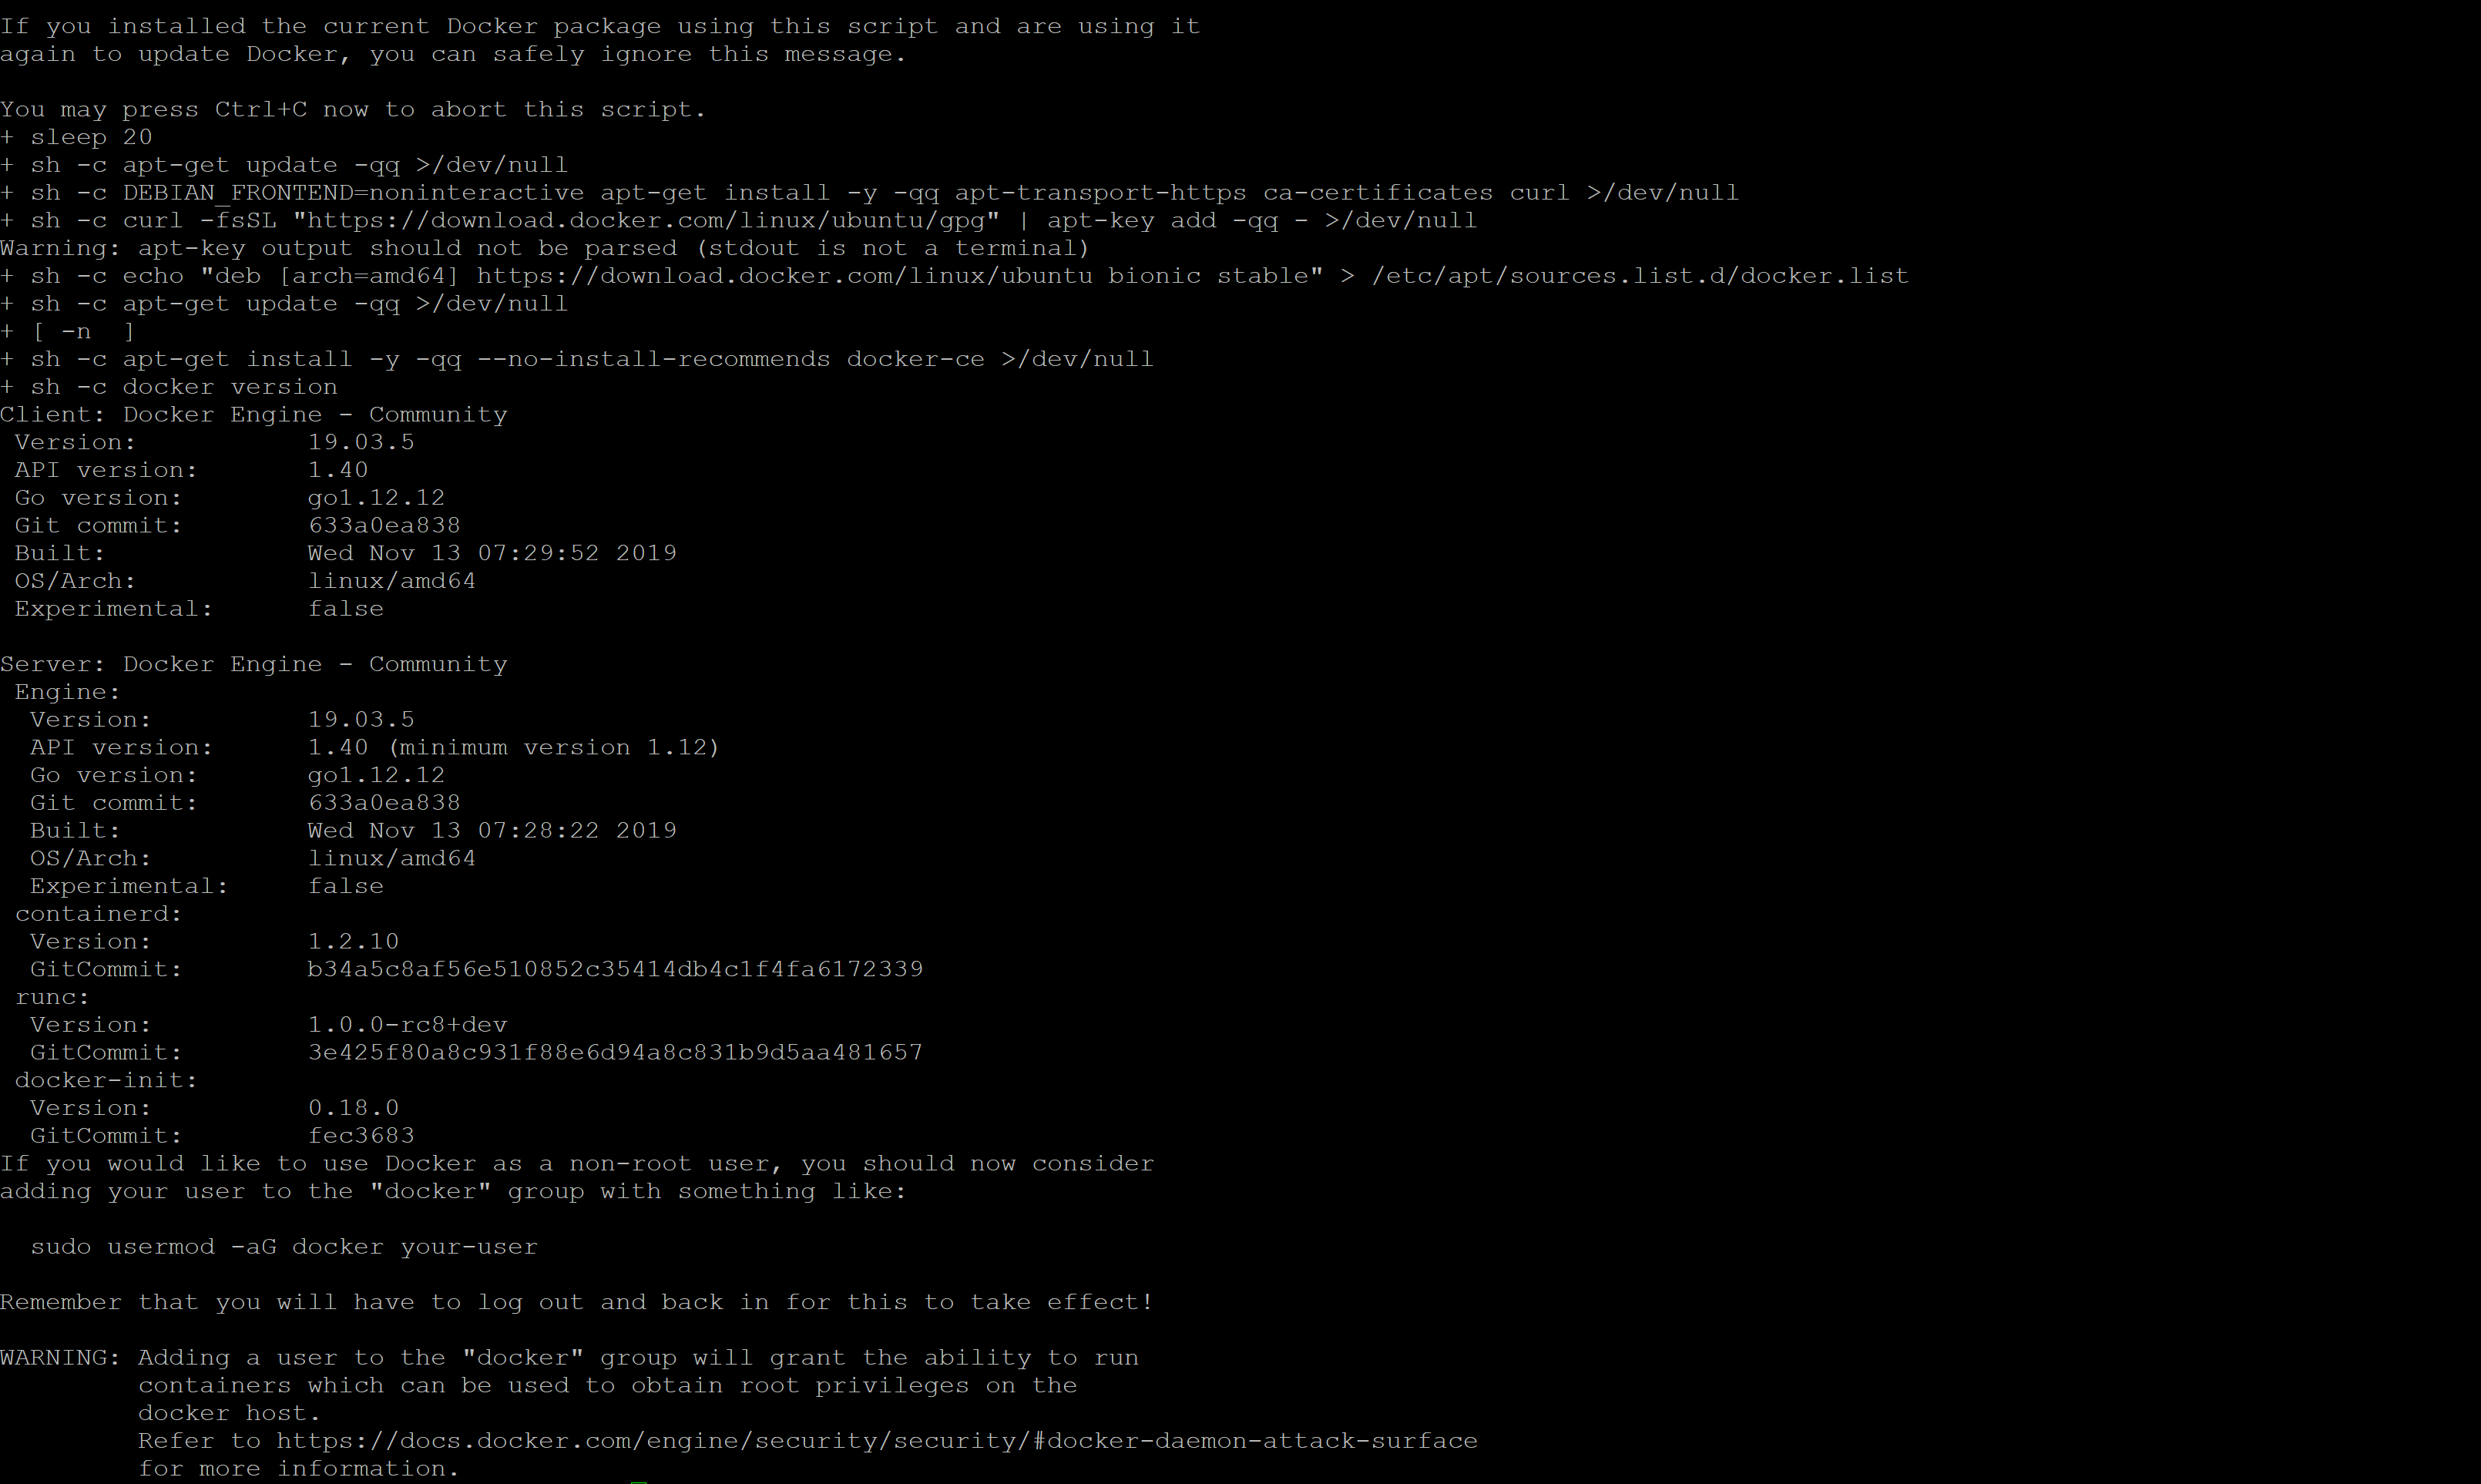 If you installed the current Docker package using this script and are using it
again to update Docker, you can safely ignore this message.
You may press Ctrl+C now to abort this script.
+ sleep 20
+ sh -c apt-get update -qq >/dev/null
+ sh -c DEBIAN_FRONTEND=noninteractive apt-get install -y -qq apt-transport-https ca-certificates curl >/dev/null
+ sh -c curl -fsSL "https://download.docker.com/linux/ubuntu/gpg" | apt-key add -qq - >/dev/null
Warning: apt-key output should not be parsed (stdout is not a terminal)
+ sh -c echo "deb [arch=amd64] https://download.docker.com/linux/ubuntu bionic stable" > /etc/apt/sources.list.d/docker.list
+ sh -c apt-get update -qq >/dev/null
+ [ -n  ]
+ sh -c apt-get install -y -qq --no-install-recommends docker-ce >/dev/null
+ sh -c docker version
Client: Docker Engine - Community
 Version:           19.03.5
 API version:       1.40
 Go version:        go1.12.12
 Git commit:        633a0ea838
 Built:             Wed Nov 13 07:29:52 2019
 OS/Arch:           linux/amd64
 Experimental:      false
Server: Docker Engine - Community
 Engine:
  Version:          19.03.5
  API version:      1.40 (minimum version 1.12)
  Go version:       go1.12.12
  Git commit:       633a0ea838
  Built:            Wed Nov 13 07:28:22 2019
  OS/Arch:          linux/amd64
  Experimental:     false
 containerd:
  Version:          1.2.10
  GitCommit:        b34a5c8af56e510852c35414db4c1f4fa6172339
 runc:
  Version:          1.0.0-rc8+dev
  GitCommit:        3e425f80a8c931f88e6d94a8c831b9d5aa481657
 docker-init:
  Version:          0.18.0
  GitCommit:        fec3683
If you would like to use Docker as a non-root user, you should now consider
adding your user to the "docker" group with something like:
  sudo usermod -aG docker your-user
Remember that you will have to log out and back in for this to take effect!
WARNING: Adding a user to the "docker" group will grant the ability to run
         containers which can be used to obtain root privileges on the
         docker host.
         Refer to https://docs.docker.com/engine/security/security/#docker-daemon-attack-surface
         for more information.